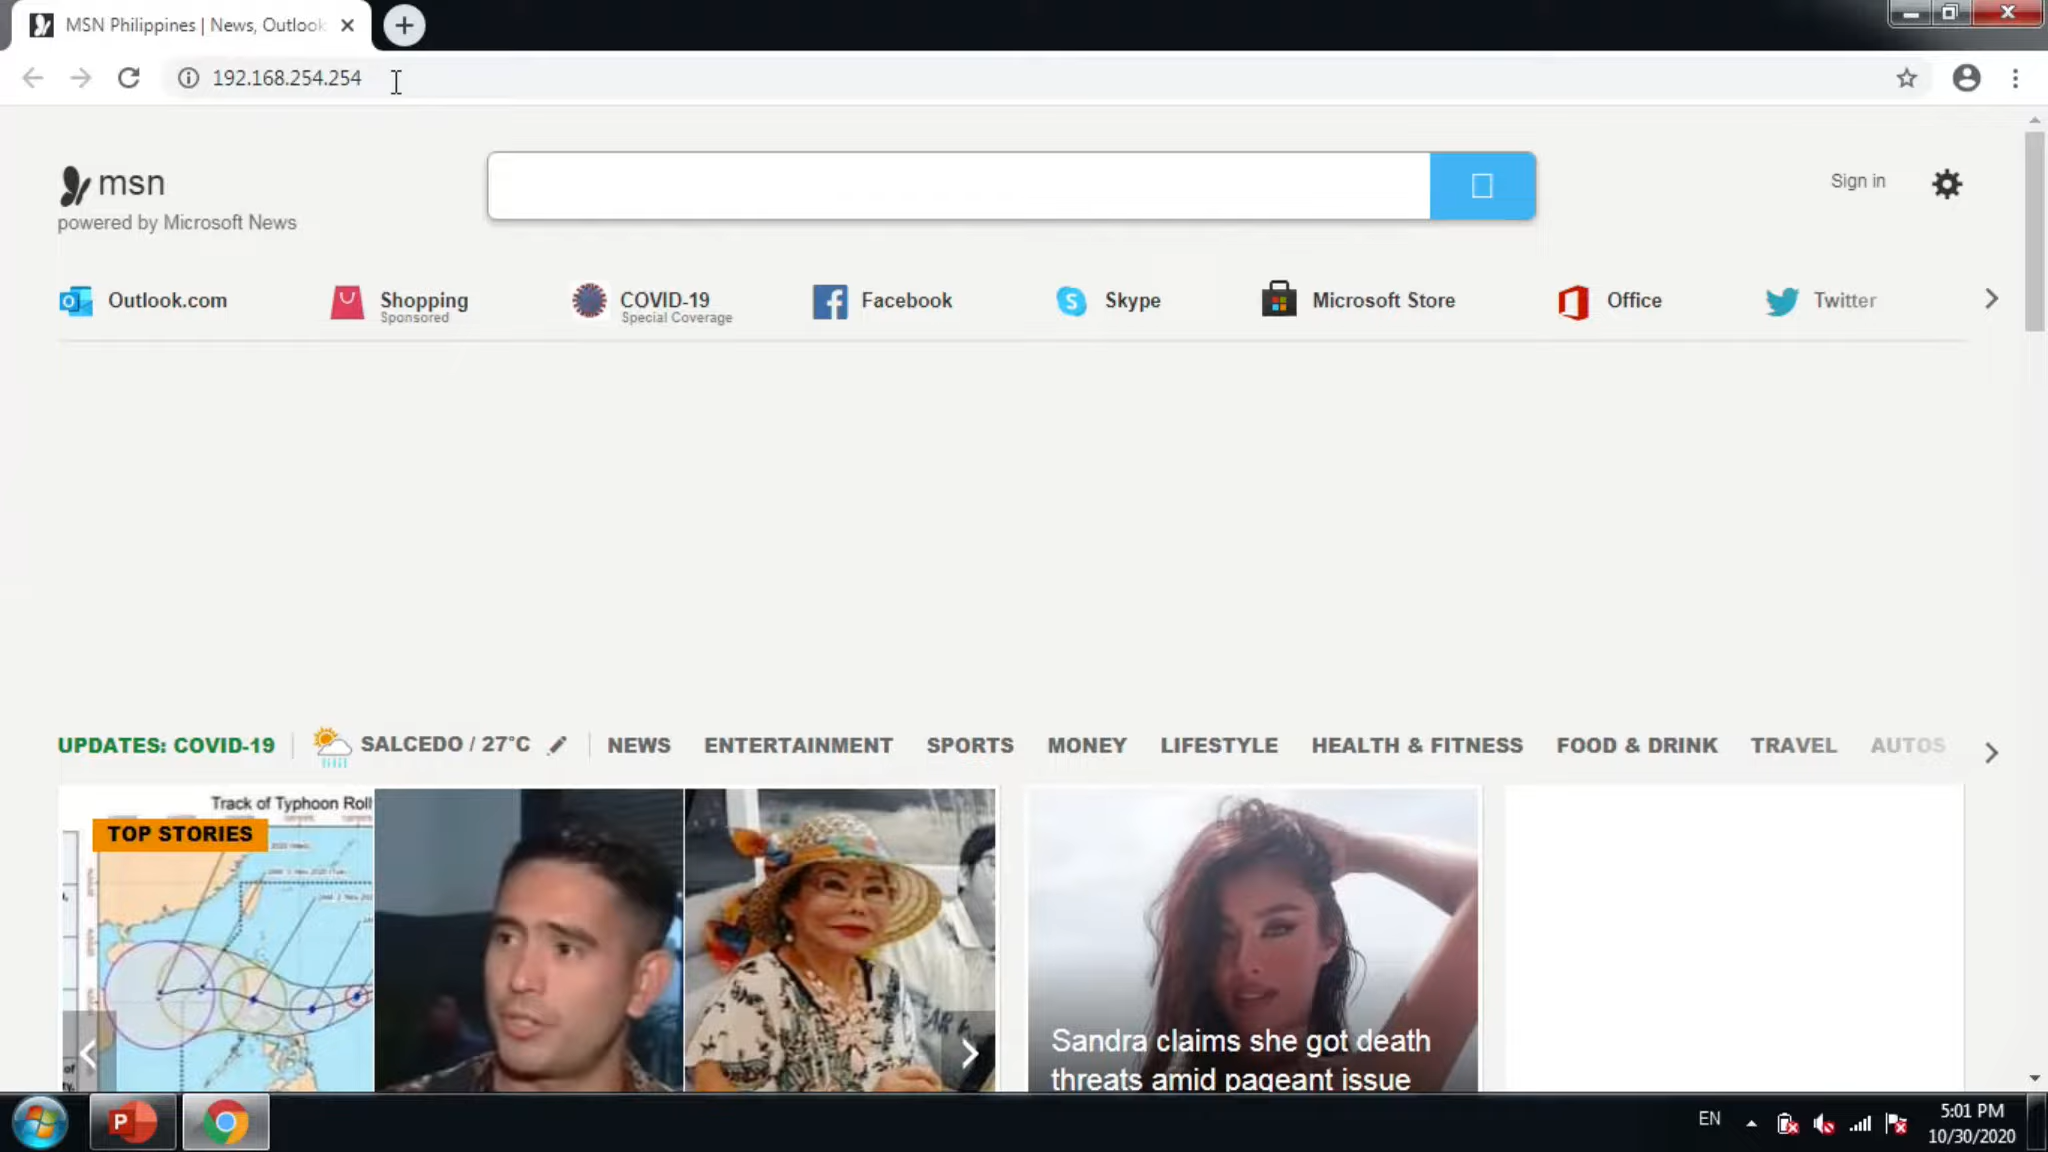 MSN Philippines | News, Outlook
192.168.254.254
msn
powered by Microsoft News
Sign in
Outlook.com
Shopping
Sponsored
COVID-19
Special Coverage
Facebook
Skype
Microsoft Store
Office
Twitter
UPDATES: COVID-19
SALCEDO / 27°C
NEWS
ENTERTAINMENT
SPORTS
MONEY
LIFESTYLE
HEALTH & FITNESS
FOOD & DRINK
TRAVEL
AUTOS
Track of Typhoon Roll
TOP STORIES
Sandra claims she got death
threats amid pageant issue
EN
5:01 PM
10/30/2020